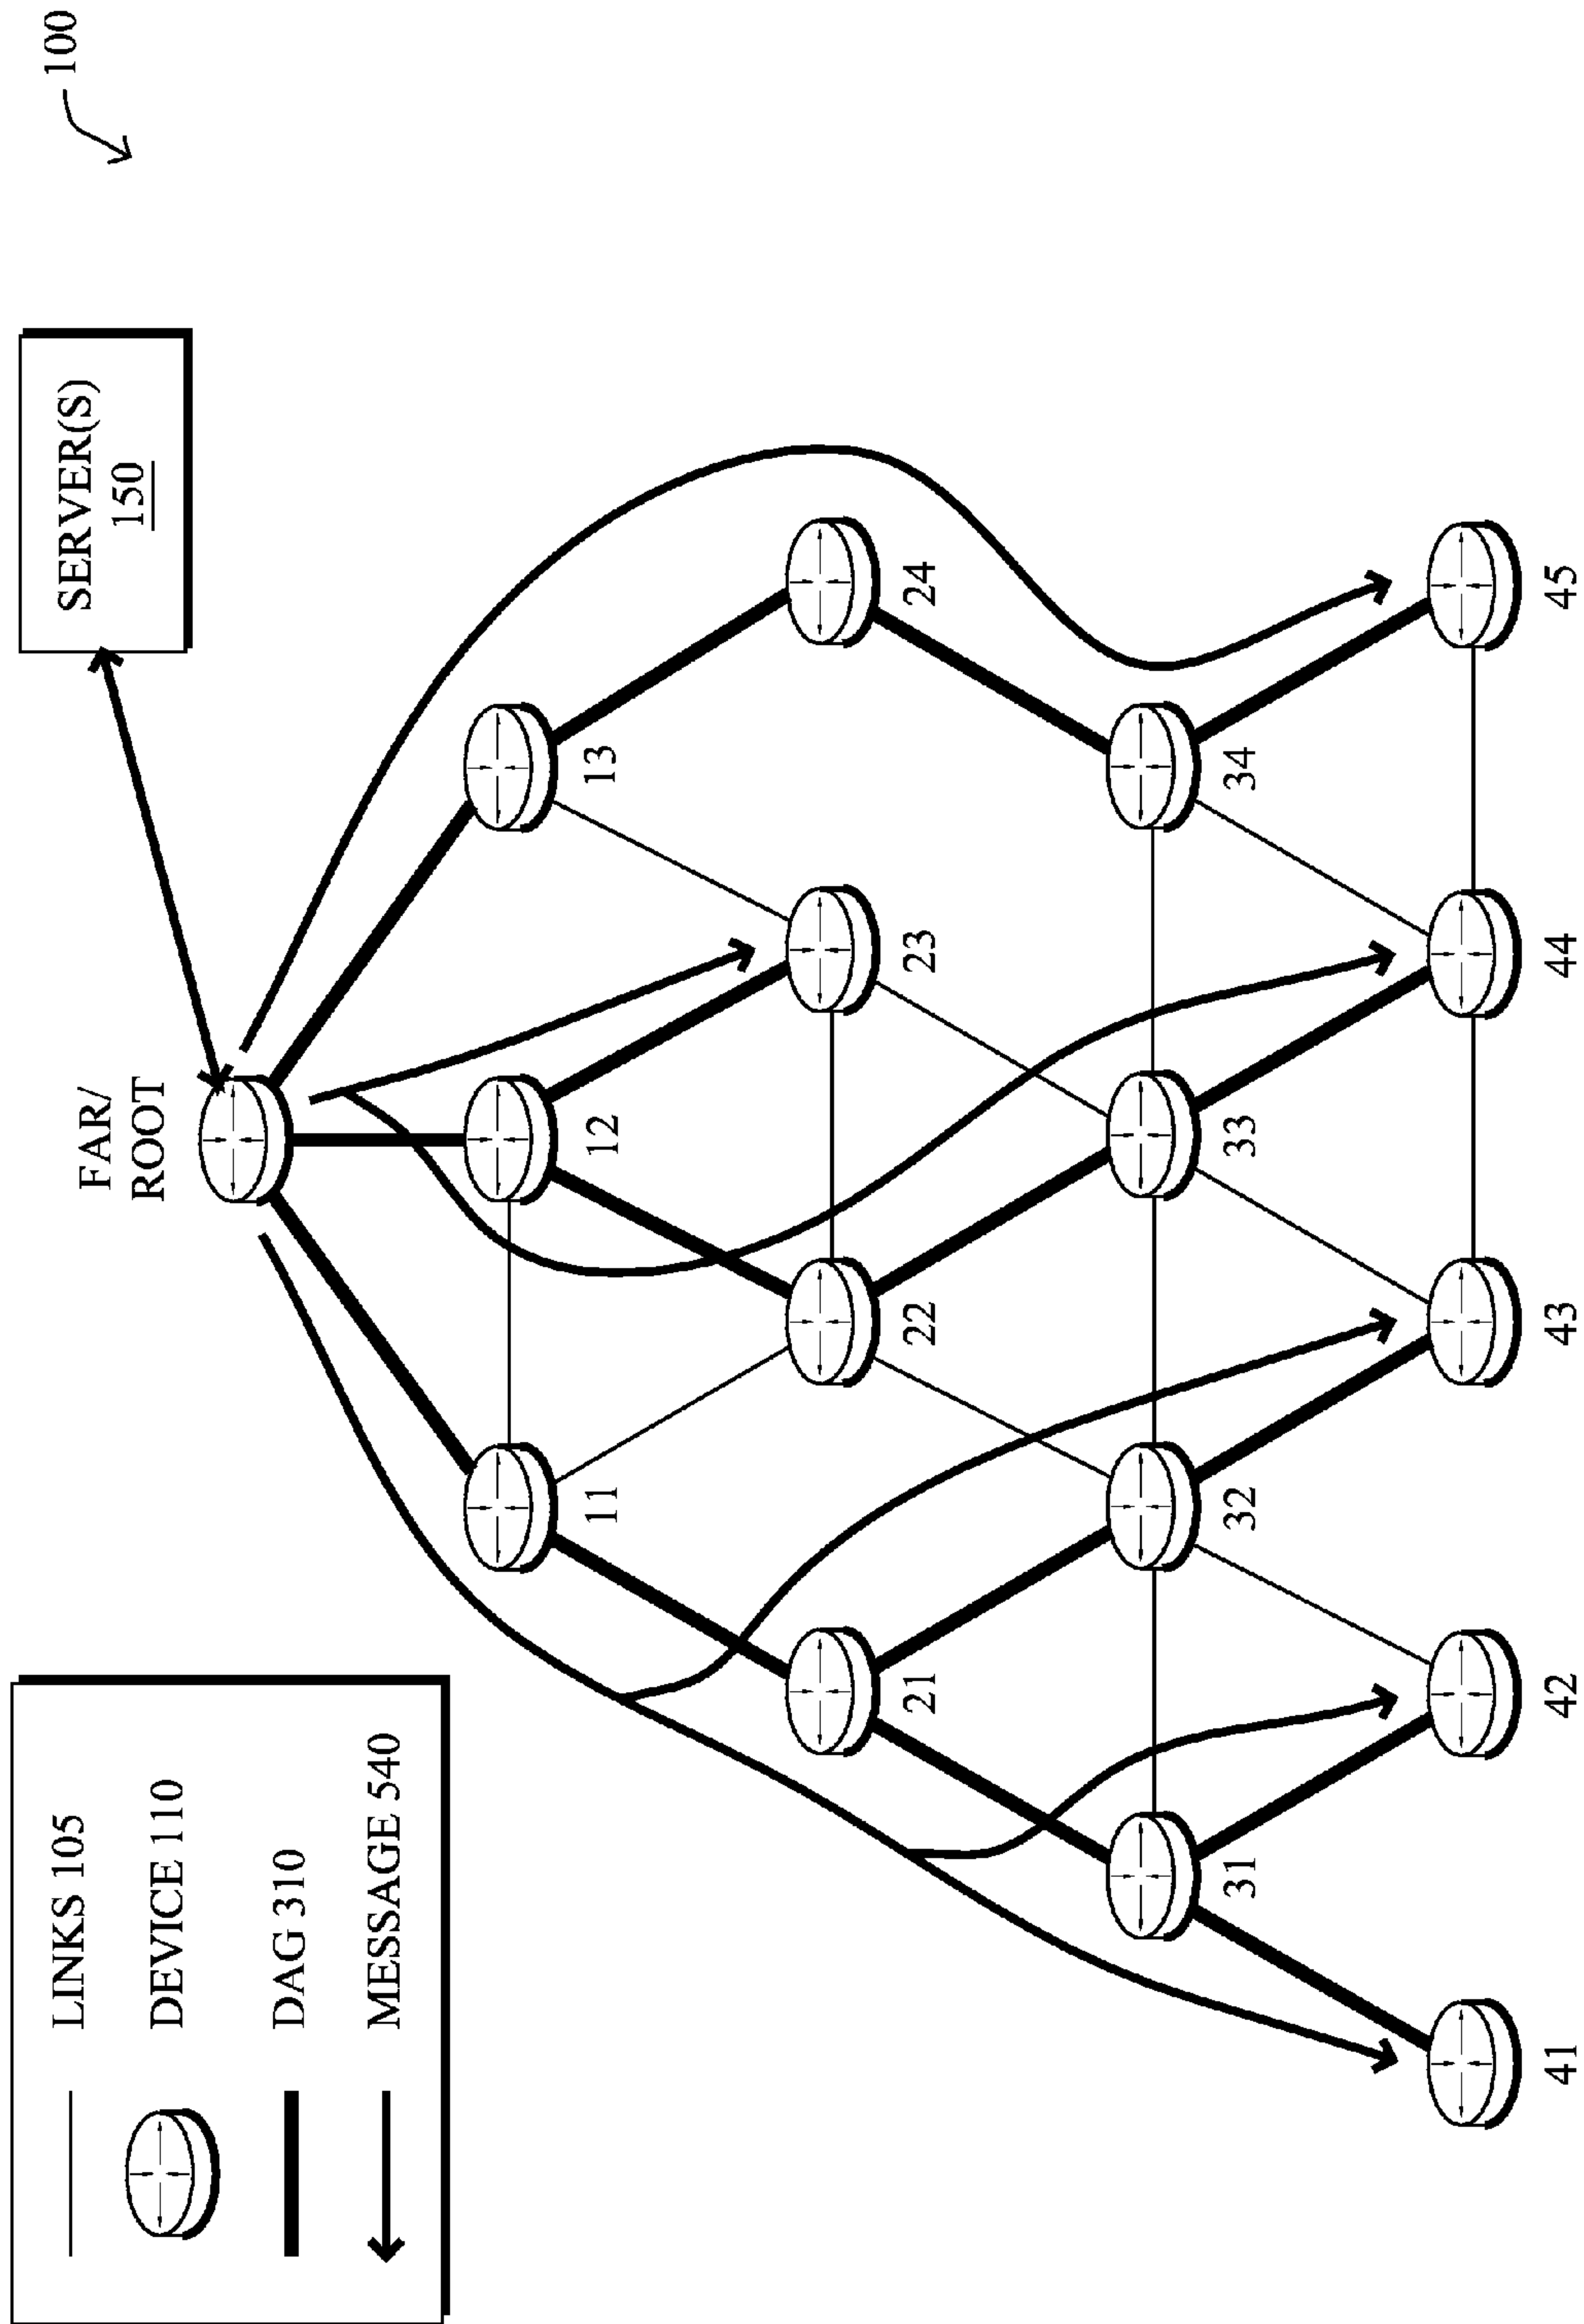 100
SERVER(S)
150
FAR/
ROOT
LINKS 105
DEVICE 110
DAG 310
MESSAGE 540
11
12
13
21
22
23
24
31
32
33
34
41
42
43
44
45